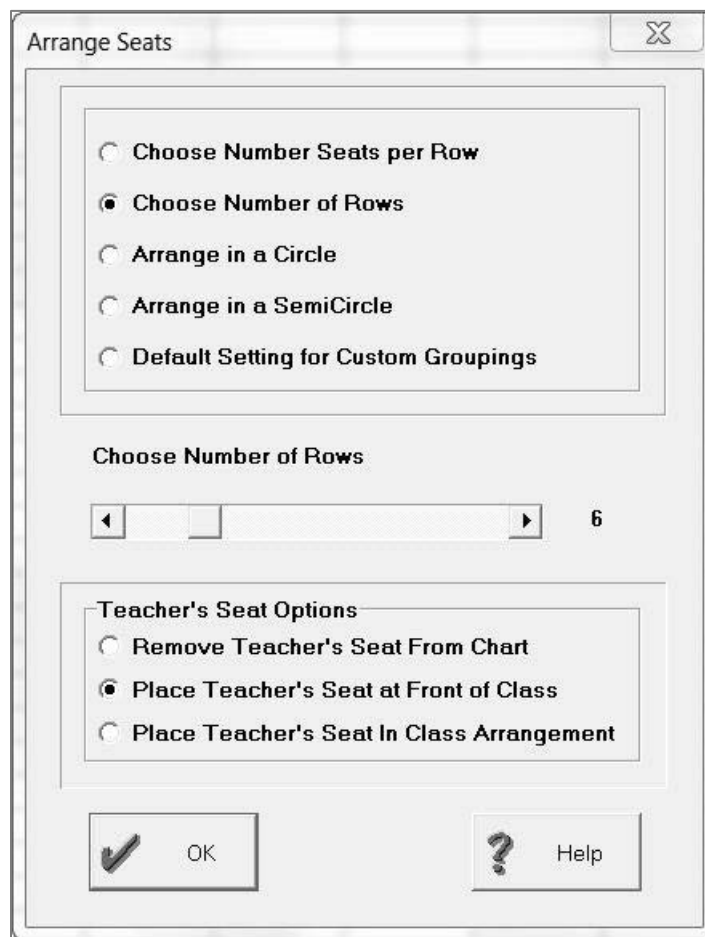 Arrange Seats
Choose Number Seats per Row
Choose Number of Rows
Arrange in a Circle
Arrange in a SemiCircle
Default Setting for Custom Groupings
Choose Number of Rows
6
Teacher's Seat Options
Remove Teacher's Seat From Chart
Place Teacher's Seat at Front of Class
Place Teacher's Seat In Class Arrangement
OK
Help